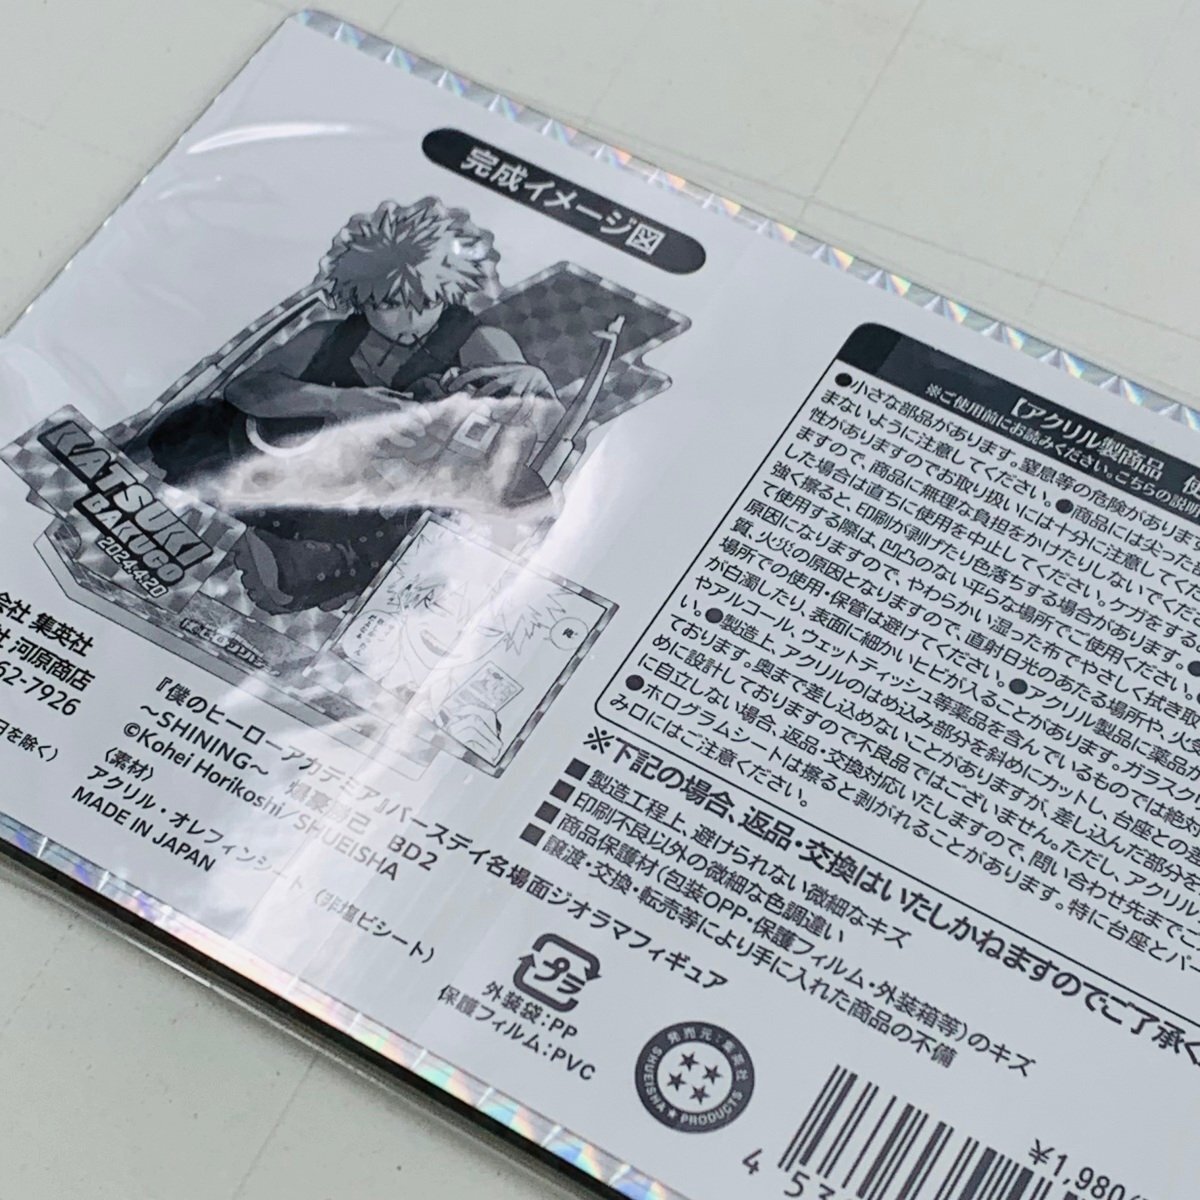 完成イメージ図
KATSUKI
BAKUGO
2024.4.20
会社 集英社
河原商店
62-7926
日を除く）
『僕のヒーローアカデミア』バースデイ名場面ジオラマフィギュア
〜SHINING〜 爆豪勝己 BD2
©Kohei Horikoshi/SHUEISHA
〈素材〉
アクリル・オレフィンシート（非塩ビシート）
MADE IN JAPAN
【アクリル製商品
※ご使用前にお読みください。こちらの説明
●小さな部品があります。窒息等の危険がありま
まないように注意してください。●商品には尖った
性がありますのでお取り扱いには十分に注意してく
ますので、商品に無理な負担をかけたりしないでくだ
した場合は直ちに使用を中止してください。ケガをする
強く擦ると、印刷が剥げたり色落ちする場合があります。
て使用する際は、凹凸のない平らな場所でご使用ください。
原因になりますので、やわらかい湿った布でやさしく拭き取
質、火災の原因となりますので、直射日光のあたる場所や、火
場所での使用・保管は避けてください。●アクリル製品に薬品
が白濁したり、表面に細かいヒビが入ることがあります。ガラスク
やアルコール、ウェットティッシュ等薬品を含んでいるものでは絶対
い。●製造上、アクリルのはめ込み部分を斜めにカットし、台座との
ております。奥まで差し込めないことがありますが、差し込んだ部分を
めに設計しておりますので不良品ではございません。ただし、アクリル
に自立しない場合、返品・交換対応いたしますので、問い合わせ先までご
●ホログラムシートは擦ると剥がれることがあります。特に台座とパー
み口にはご注意ください。
※下記の場合、返品・交換はいたしかねますのでご了承く
■製造工程上、避けられない微細なキズ
■印刷不良以外の微細な色調違い
■商品保護材（包装OPP・保護フィルム・外装箱等）のキズ
■譲渡・交換・転売等により手に入れた商品の不備
プラ
外装袋：PP
保護フィルム：PVC
発売元：集英社
SHUEISHA★PRODUCTS
¥1,980
4 53